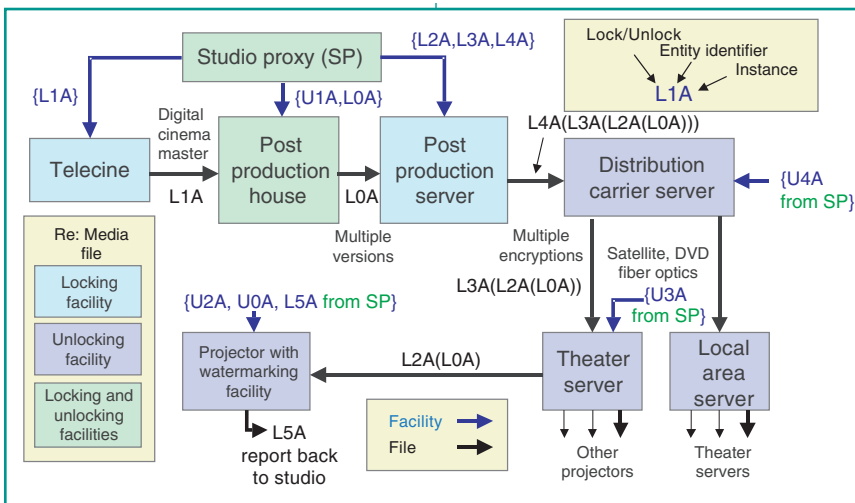 Studio proxy (SP)
{L2A,L3A,L4A}
Lock/Unlock
Entity identifier
Instance
L1A
{L1A}
{U1A,L0A}
Digital
cinema
master
L4A(L3A(L2A(L0A)))
Telecine
Post
production
house
Post
production
server
Distribution
carrier server
{U4A
from SP}
L1A
L0A
Multiple
versions
Multiple
encryptions
Satellite, DVD
fiber optics
L3A(L2A(L0A))
{U3A
from SP}
Re: Media
file
Locking
facility
Unlocking
facility
Locking and
unlocking
facilities
{U2A, U0A, L5A from SP}
Projector with
watermarking
facility
L2A(L0A)
Theater
server
Local
area
server
L5A
report back
to studio
Facility
File
Other
projectors
Theater
servers